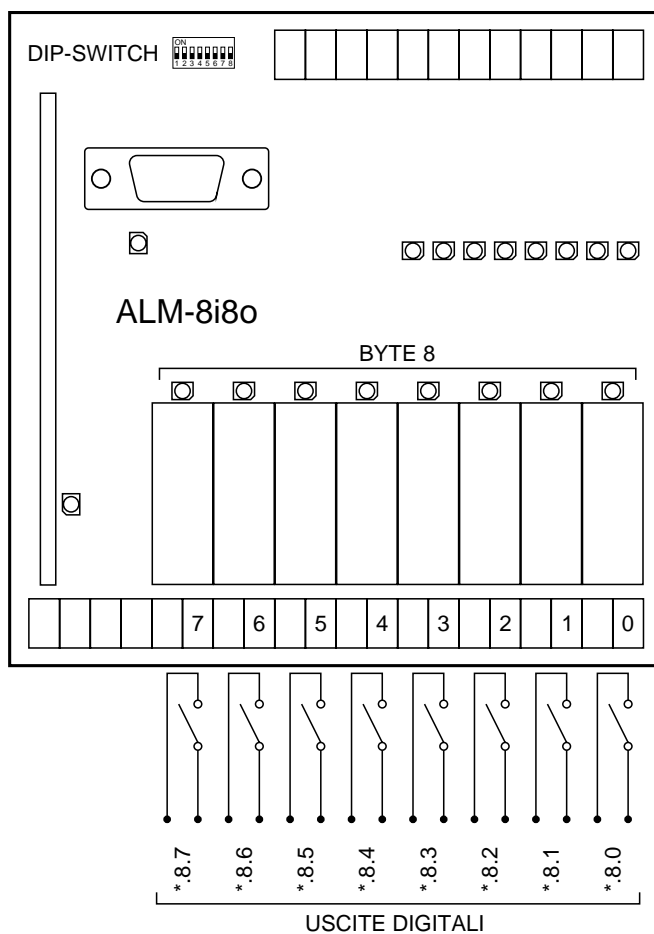 DIP-SWITCH
ON
1 2 3 4 5 6 7 8
ALM-8i8o
BYTE 8
7 6 5 4 3 2 1 0
*.8.7 *.8.6 *.8.5 *.8.4 *.8.3 *.8.2 *.8.1 *.8.0
USCITE DIGITALI